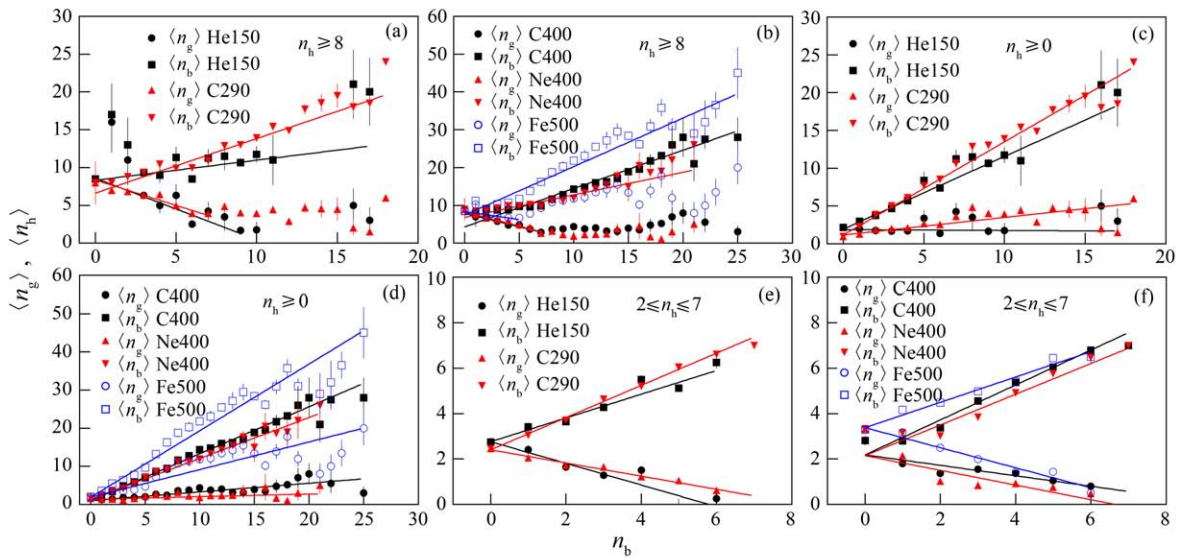 ⟨n_g⟩, ⟨n_h⟩
30
25
20
15
10
5
0
0 5 10 15 20
⟨n_g⟩ He150
⟨n_b⟩ He150
⟨n_g⟩ C290
⟨n_b⟩ C290
n_h ≥ 8
(a)
60
50
40
30
20
10
0
0 5 10 15 20 25 30
⟨n_g⟩ C400
⟨n_b⟩ C400
⟨n_g⟩ Ne400
⟨n_b⟩ Ne400
⟨n_g⟩ Fe500
⟨n_b⟩ Fe500
n_h ≥ 8
(b)
30
25
20
15
10
5
0
0 5 10 15 20
⟨n_g⟩ He150
⟨n_b⟩ He150
⟨n_g⟩ C290
⟨n_b⟩ C290
n_h ≥ 0
(c)
60
50
40
30
20
10
0
0 5 10 15 20 25
⟨n_g⟩ C400
⟨n_b⟩ C400
⟨n_g⟩ Ne400
⟨n_b⟩ Ne400
⟨n_g⟩ Fe500
⟨n_b⟩ Fe500
n_h ≥ 0
(d)
10
8
6
4
2
0
0 2 4 6 8
⟨n_g⟩ He150
⟨n_b⟩ He150
⟨n_g⟩ C290
⟨n_b⟩ C290
2≤n_h≤7
(e)
10
8
6
4
2
0
0 2 4 6 8
⟨n_g⟩ C400
⟨n_b⟩ C400
⟨n_g⟩ Ne400
⟨n_b⟩ Ne400
⟨n_g⟩ Fe500
⟨n_b⟩ Fe500
2≤n_h≤7
(f)
n_b